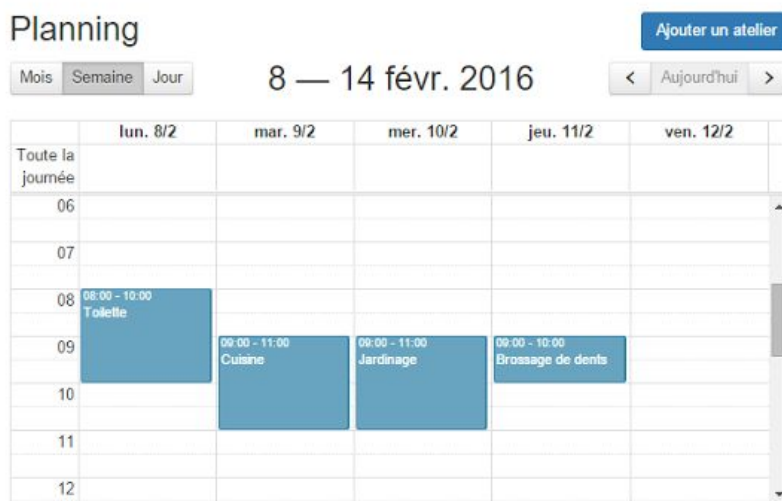 Planning
Ajouter un atelier
Mois Semaine Jour
8 — 14 févr. 2016
< Aujourd'hui >
lun. 8/2 mar. 9/2 mer. 10/2 jeu. 11/2 ven. 12/2
Toute la
journée
06
07
08
08:00 - 10:00
Toilette
09
09:00 - 11:00
Cuisine
09:00 - 11:00
Jardinage
09:00 - 10:00
Brossage de dents
10
11
12